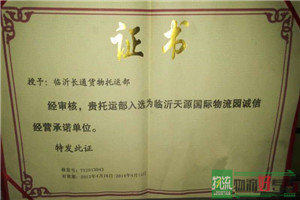 证书
授予：临沂长通货物托运部
经审核，贵托运部入选为临沂天源国际物流园诚信
经营承诺单位。
特发此证